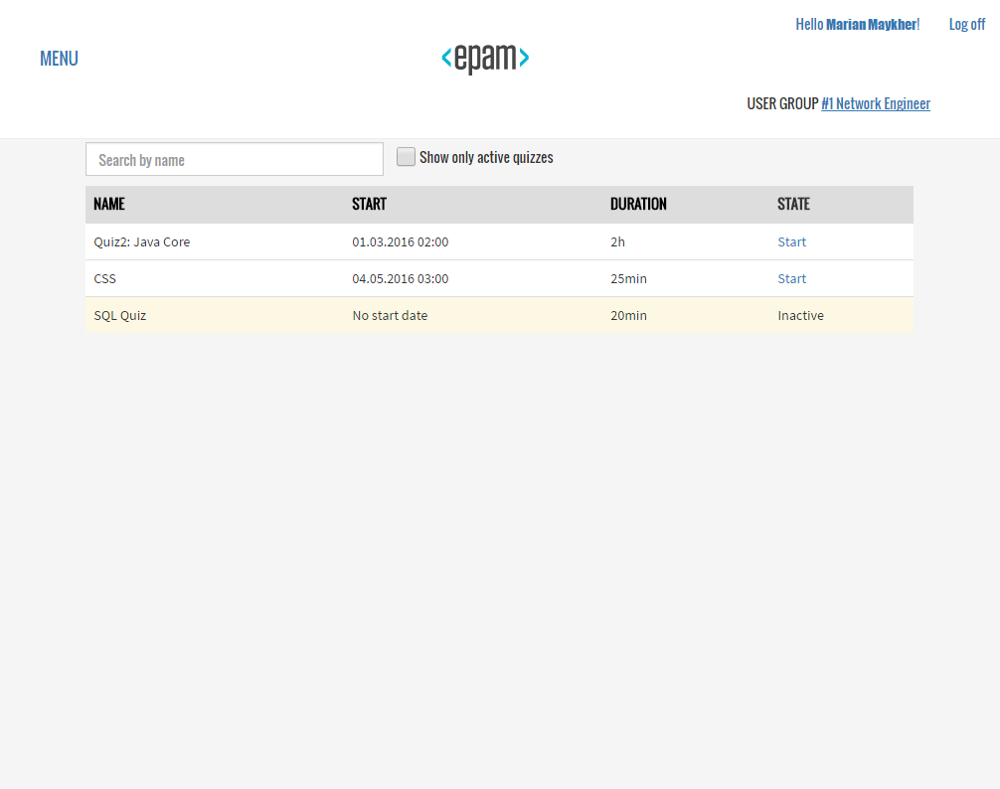 Hello Marian Maykher! Log off
MENU
<epam>
USER GROUP #1 Network Engineer
Search by name Show only active quizzes
NAME START DURATION STATE
Quiz2: Java Core 01.03.2016 02:00 2h Start
CSS 04.05.2016 03:00 25min Start
SQL Quiz No start date 20min Inactive